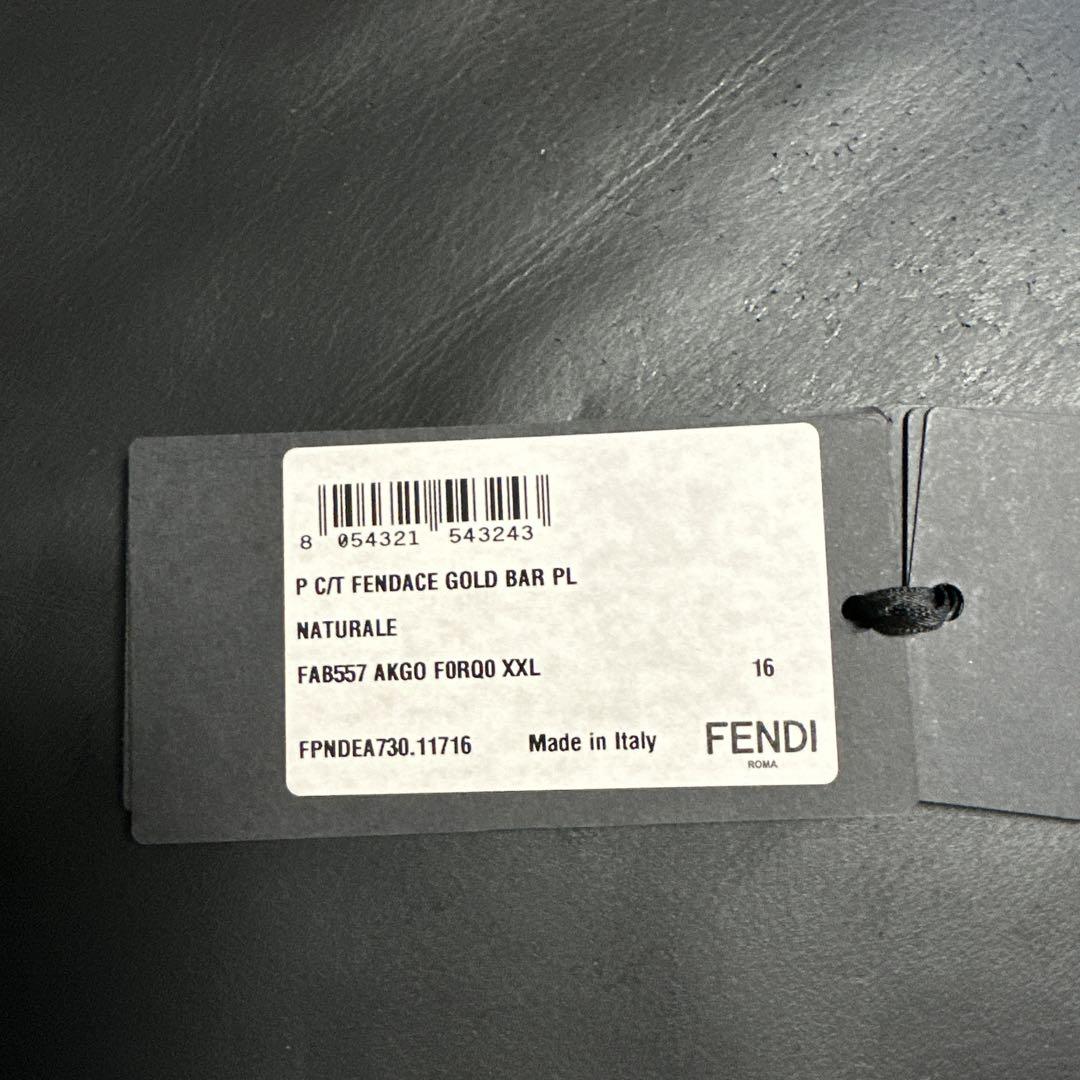 8 054321 543243
P C/T FENDACE GOLD BAR PL
NATURALE
FAB557 AKGO F0RQ0 XXL 16
FPNDEA730.11716 Made in Italy FENDI
ROMA